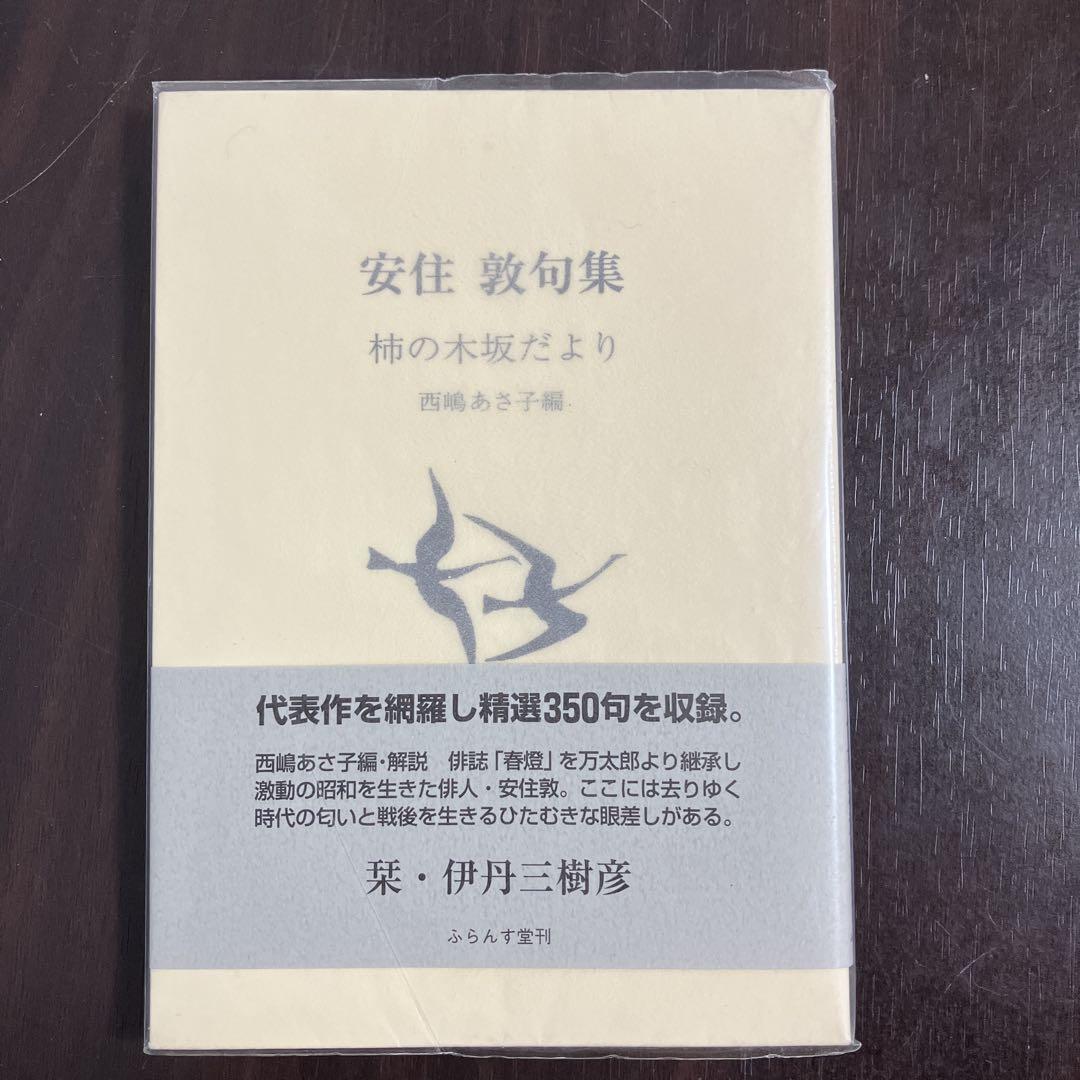 安住 敦句集
柿の木坂だより
西嶋あさ子編
代表作を網羅し精選350句を収録。
西嶋あさ子編・解説　俳誌「春燈」を万太郎より継承し
激動の昭和を生きた俳人・安住敦。ここには去りゆく
時代の匂いと戦後を生きるひたむきな眼差しがある。
栞・伊丹三樹彦
ふらんす堂刊